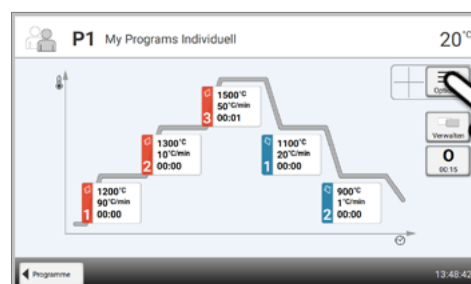 P1 My Programs Individuell
20°C
1500°C
50°C/min
3 00:01
1300°C
10°C/min
2 00:00
1100°C
20°C/min
1 00:00
1200°C
90°C/min
1 00:00
900°C
1°C/min
2 00:00
Verwalten
0
00:15
Programme
13:48:42